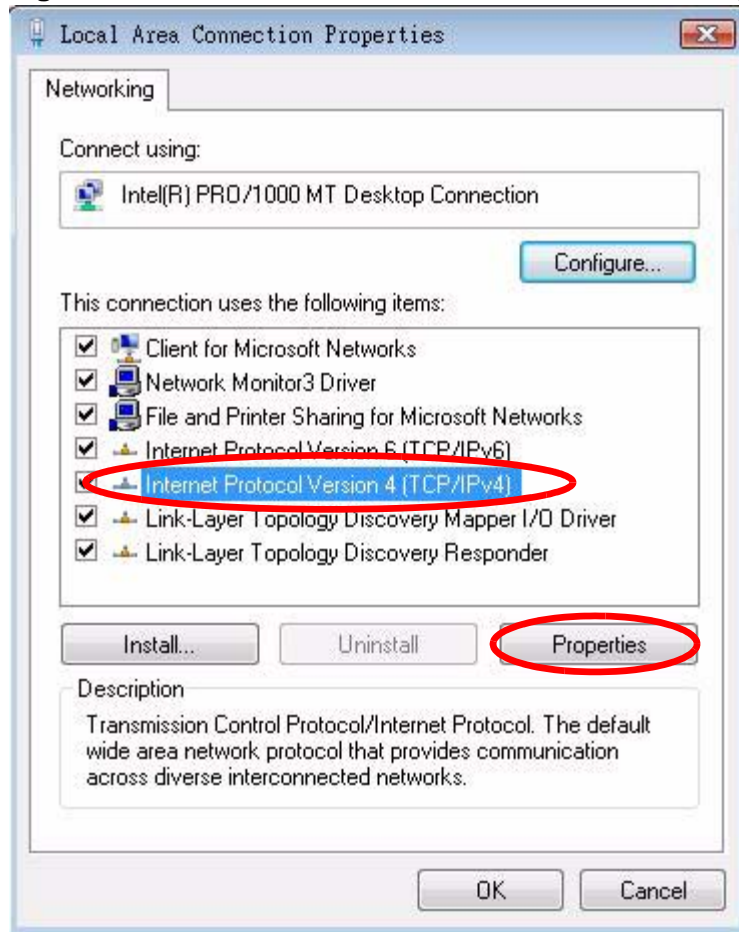 Local Area Connection Properties
Networking
Connect using:
Intel(R) PRO/1000 MT Desktop Connection
Configure...
This connection uses the following items:
Client for Microsoft Networks
Network Monitor3 Driver
File and Printer Sharing for Microsoft Networks
Internet Protocol Version 6 (TCP/IPv6)
Internet Protocol Version 4 (TCP/IPv4)
Link-Layer Topology Discovery Mapper I/O Driver
Link-Layer Topology Discovery Responder
Install...
Uninstall
Properties
Description
Transmission Control Protocol/Internet Protocol. The default
wide area network protocol that provides communication
across diverse interconnected networks.
OK
Cancel